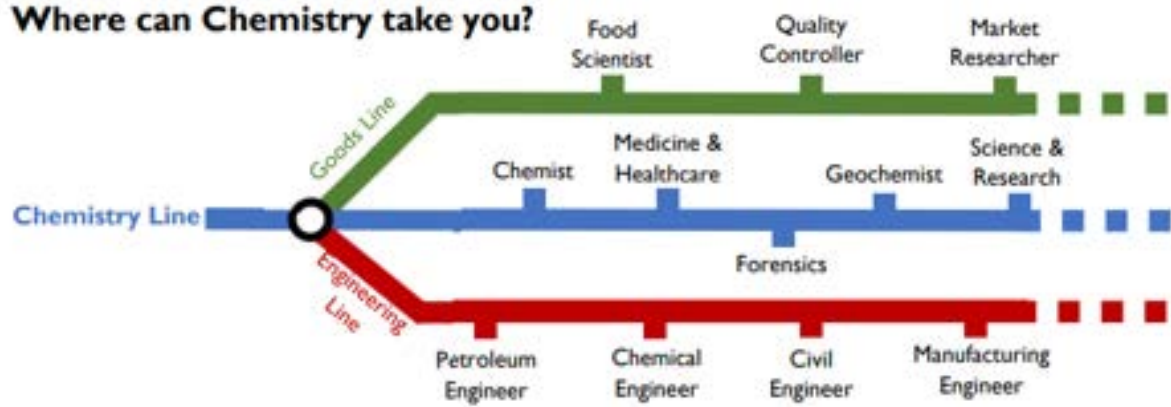 Where can Chemistry take you?
Food
Scientist
Quality
Controller
Market
Researcher
Goods Line
Chemist
Medicine &
Healthcare
Geochemist
Science &
Research
Chemistry Line
Forensics
Engineering
Line
Petroleum
Engineer
Chemical
Engineer
Civil
Engineer
Manufacturing
Engineer